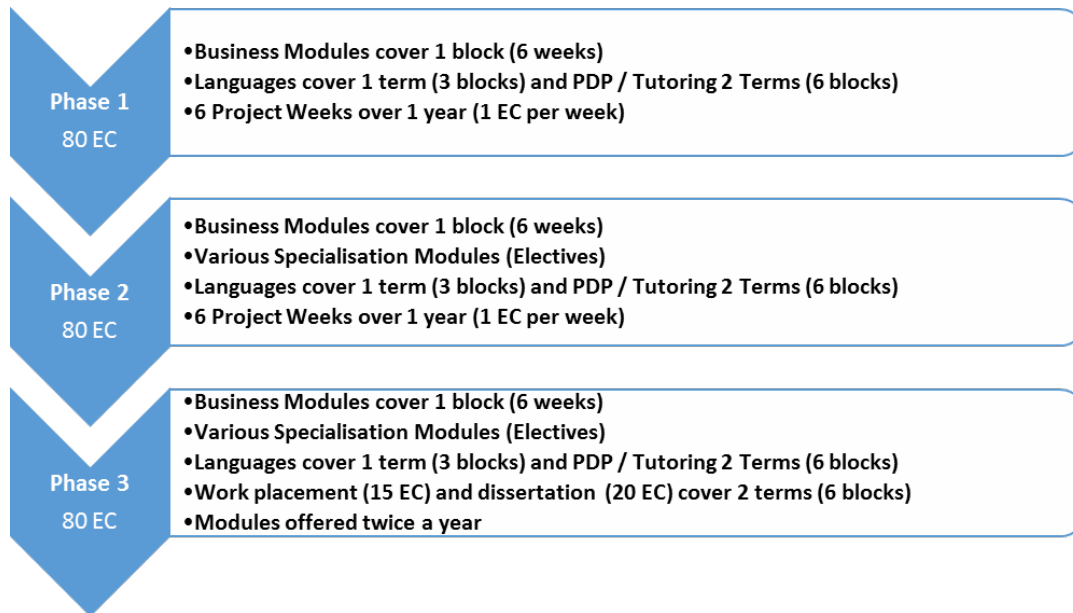 Phase 1
80 EC
•Business Modules cover 1 block (6 weeks)
•Languages cover 1 term (3 blocks) and PDP / Tutoring 2 Terms (6 blocks)
•6 Project Weeks over 1 year (1 EC per week)
Phase 2
80 EC
•Business Modules cover 1 block (6 weeks)
•Various Specialisation Modules (Electives)
•Languages cover 1 term (3 blocks) and PDP / Tutoring 2 Terms (6 blocks)
•6 Project Weeks over 1 year (1 EC per week)
Phase 3
80 EC
•Business Modules cover 1 block (6 weeks)
•Various Specialisation Modules (Electives)
•Languages cover 1 term (3 blocks) and PDP / Tutoring 2 Terms (6 blocks)
•Work placement (15 EC) and dissertation (20 EC) cover 2 terms (6 blocks)
•Modules offered twice a year